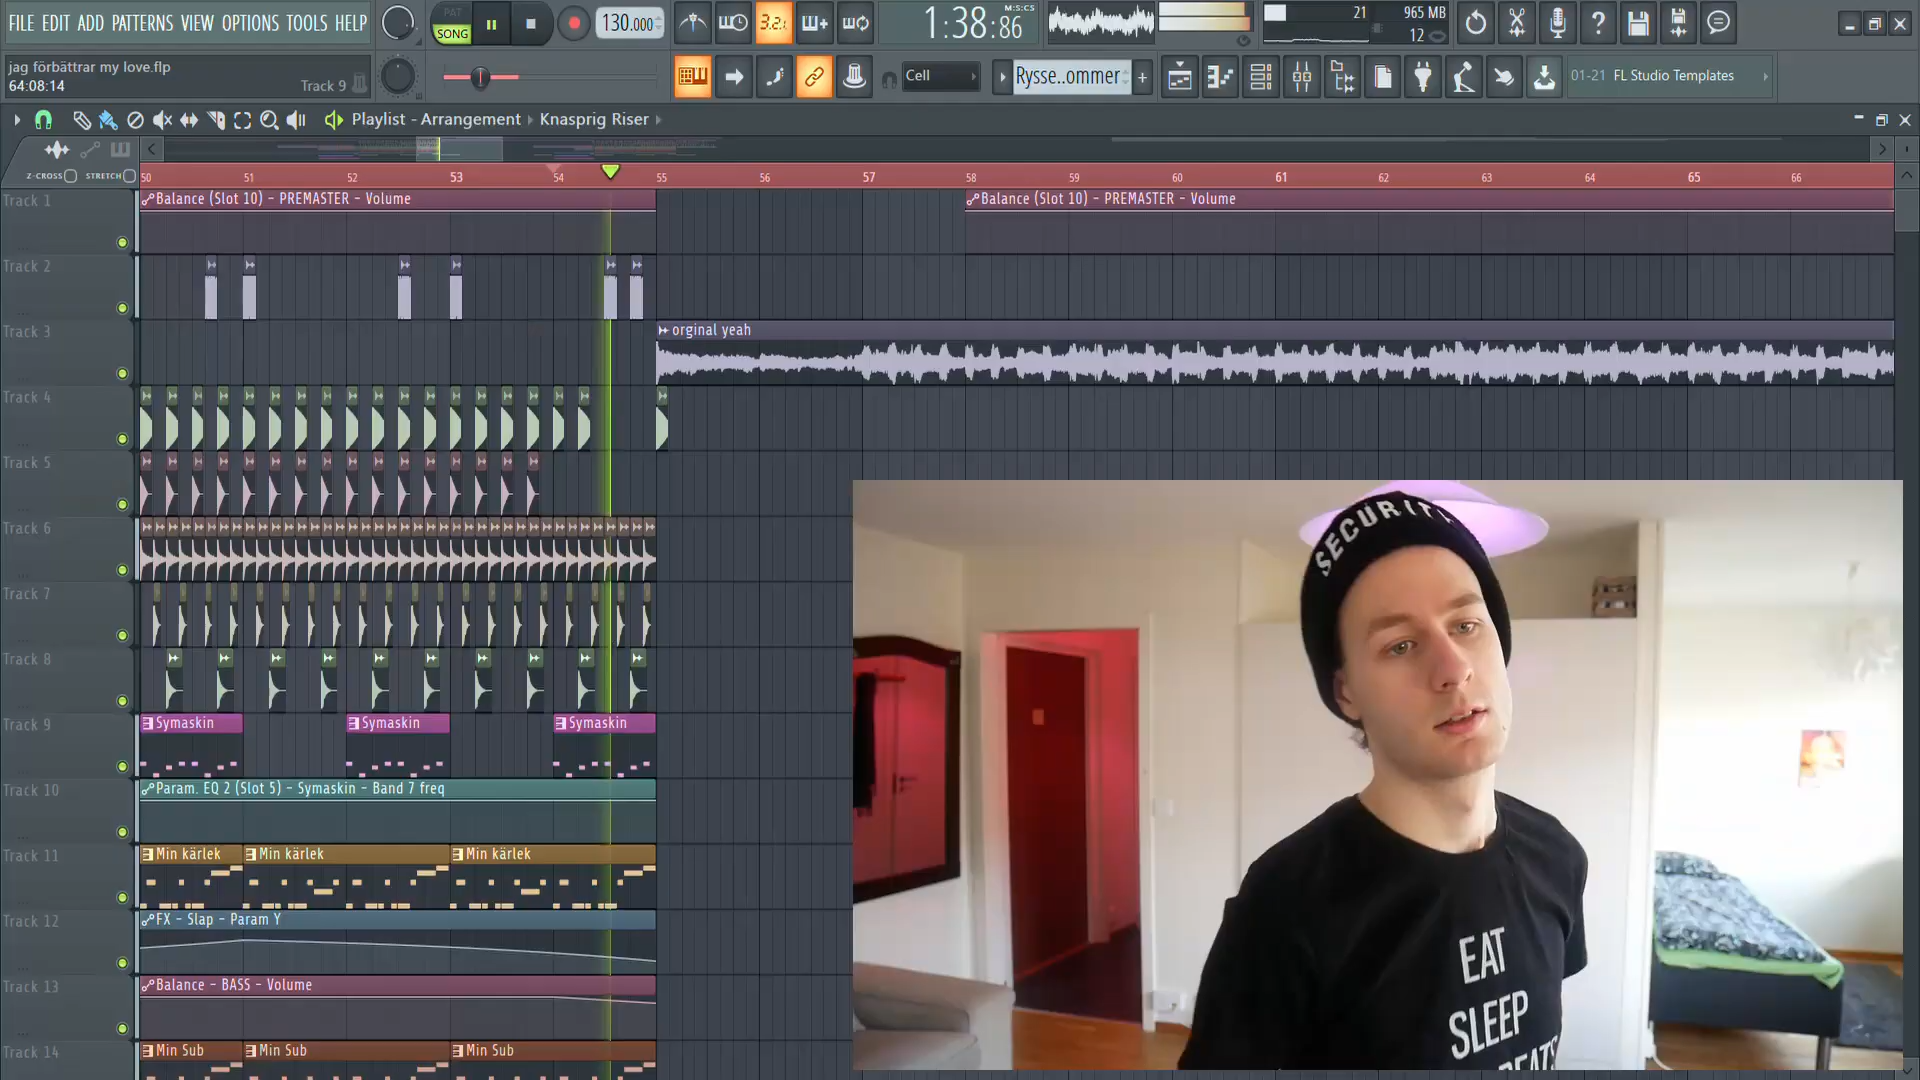 FILE EDIT ADD PATTERNS VIEW OPTIONS TOOLS HELP
PAT
SONG
130.000
3.2.
1:38:86
M:S:CS
21
965 MB
12
jag förbättrar my love.flp
64:08:14
Track 9
Cell
Rysse..ommer
01-21 FL Studio Templates
Playlist - Arrangement
Knasprig Riser
Z-CROSS
STRETCH
50 51 52 53 54 55 56 57 58 59 60 61 62 63 64 65 66
Track 1
Balance (Slot 10) - PREMASTER - Volume
Balance (Slot 10) - PREMASTER - Volume
Track 2
Track 3
orginal yeah
Track 4
Track 5
Track 6
Track 7
Track 8
Track 9
Symaskin
Symaskin
Symaskin
Track 10
Param. EQ 2 (Slot 5) - Symaskin - Band 7 freq
Track 11
Min kärlek
Min kärlek
Min kärlek
Track 12
FX - Slap - Param Y
Track 13
Balance - BASS - Volume
Track 14
Min Sub
Min Sub
Min Sub
SECURITY
EAT
SLEEP